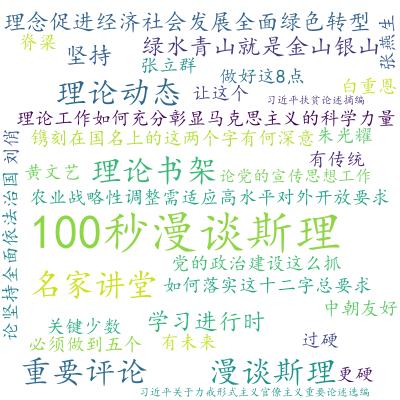 理念促进经济社会发展全面绿色转型
脊梁
坚持
绿水青山就是金山银山
张燕生
张立群
做好这8点
白重恩
理论动态
让这个
习近平扶贫论述摘编
理论工作如何充分彰显马克思主义的科学力量
镌刻在国名上的这两个字有何深意
朱光耀
有传统
黄文艺
理论书架
论党的宣传思想工作
刘俏
农业战略性调整需适应高水平对外开放要求
100秒漫谈斯理
党的政治建设这么抓
名家讲堂
如何落实这十二字总要求
论坚持全面依法治国
中朝友好
关键少数
学习进行时
必须做到五个
有未来
过硬
重要评论
漫谈斯理
更硬
习近平关于力戒形式主义官僚主义重要论述选编